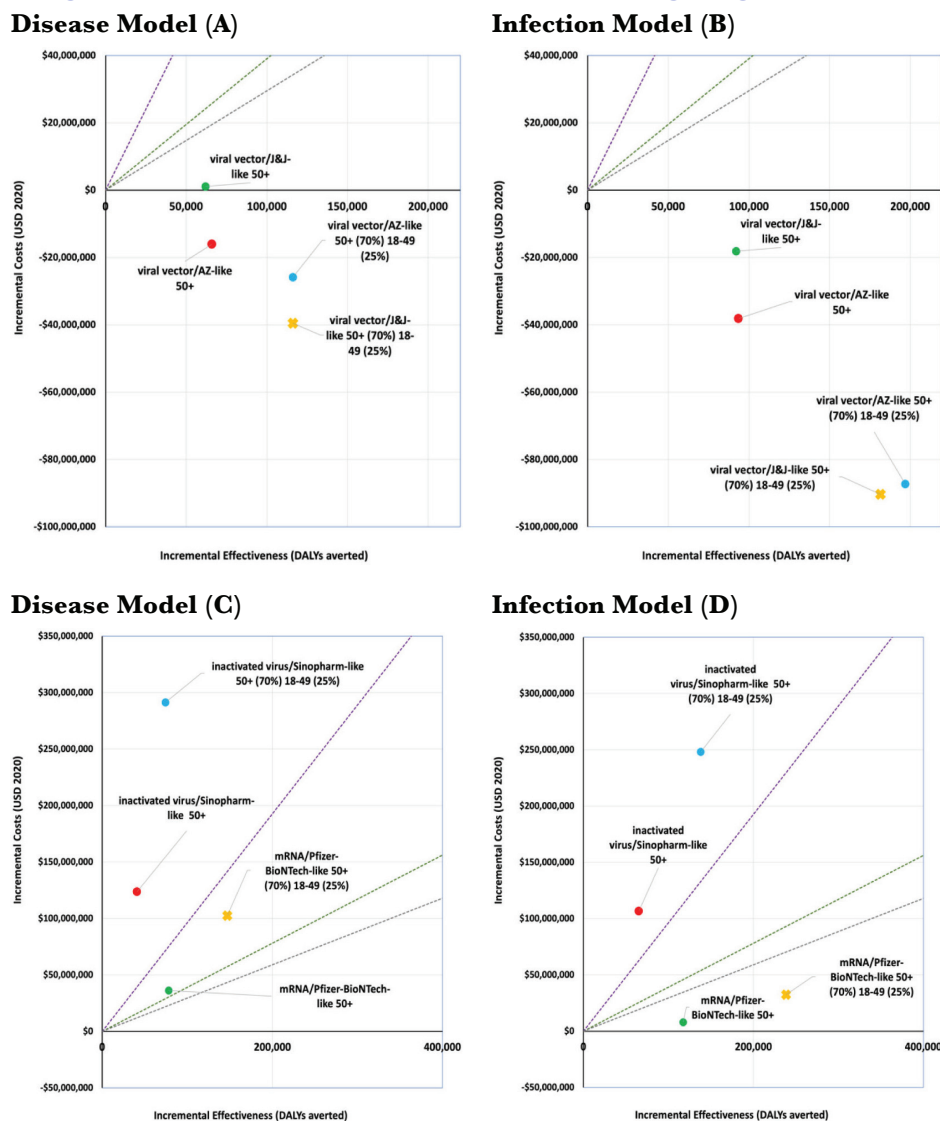 Disease Model (A)
Infection Model (B)
Incremental Costs (USD 2020)
$40,000,000
$20,000,000
$0
-$20,000,000
-$40,000,000
-$60,000,000
-$80,000,000
-$100,000,000
0
50,000
100,000
150,000
200,000
viral vector/J&J-
like 50+
viral vector/AZ-like
50+ (70%) 18-49
(25%)
viral vector/AZ-like
50+
viral vector/J&J-
like 50+ (70%) 18-
49 (25%)
Incremental Effectiveness (DALYs averted)
Incremental Costs (USD 2020)
$40,000,000
$20,000,000
$0
-$20,000,000
-$40,000,000
-$60,000,000
-$80,000,000
-$100,000,000
0
50,000
100,000
150,000
200,000
viral vector/J&J-
like 50+
viral vector/AZ-like
50+
viral vector/AZ-like 50+
(70%) 18-49 (25%)
viral vector/J&J-like 50+
(70%) 18-49 (25%)
Incremental Effectiveness (DALYs averted)
Disease Model (C)
Infection Model (D)
Incremental Costs (USD 2020)
$350,000,000
$300,000,000
$250,000,000
$200,000,000
$150,000,000
$100,000,000
$50,000,000
$0
-$50,000,000
inactivated virus/Sinopharm-like
50+ (70%) 18-49 (25%)
inactivated virus/Sinopharm-
like 50+
mRNA/Pfizer-
BioNTech-like 50+
(70%) 18-49 (25%)
mRNA/Pfizer-BioNTech-
like 50+
0
200,000
400,000
Incremental Effectiveness (DALYs averted)
Incremental Costs (USD 2020)
$350,000,000
$300,000,000
$250,000,000
$200,000,000
$150,000,000
$100,000,000
$50,000,000
$0
-$50,000,000
inactivated
virus/Sinopharm-like 50+
(70%) 18-49 (25%)
inactivated
virus/Sinopharm-like
50+
mRNA/Pfizer-
BioNTech-like 50+
(70%) 18-49 (25%)
mRNA/Pfizer-
BioNTech-like 50+
0
200,000
400,000
Incremental Effectiveness (DALYs averted)